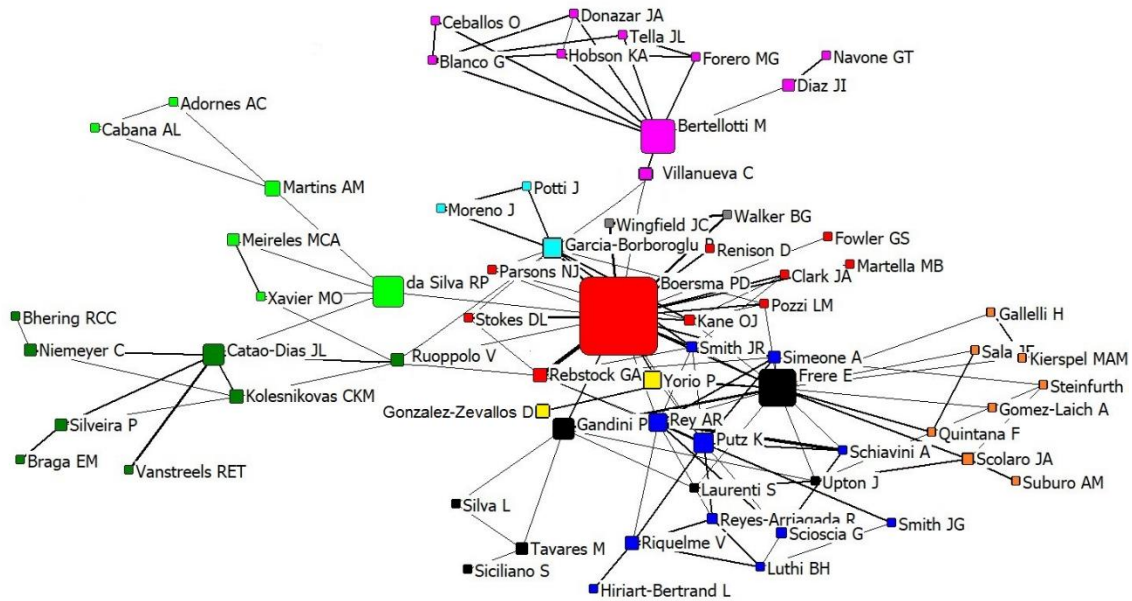 Ceballos O
Donazar JA
Tella JL
Blanco G
Hobson KA
Forero MG
Navone GT
Diaz JI
Adornes AC
Cabana AL
Bertellotti M
Villanueva C
Martins AM
Potti J
Moreno J
Wingfield JC
Walker BG
Meireles MCA
Garcia-Borboroglu P
Renison D
Fowler GS
Parsons NJ
Boersma PD
Clark JA
Martella MB
da Silva RP
Xavier MO
Pozzi LM
Bhering RCC
Stokes DL
Kane OJ
Gallelli H
Niemeyer C
Catao-Dias JL
Ruoppolo V
Smith JR
Simeone A
Sala JE
Kierspel MAM
Rebstock GA
Yorio P
Frere E
Steinfurth
Kolesnikovas CKM
Gonzalez-Zevallos D
Gomez-Laich A
Silveira P
Gandini P
Rey AR
Quintana F
Putz K
Schiavini A
Braga EM
Vanstreels RET
Scolaro JA
Laurenti S
Upton J
Suburo AM
Silva L
Reyes-Arriagada R
Smith JG
Scioscia G
Tavares M
Riquelme V
Siciliano S
Luthi BH
Hiriart-Bertrand L